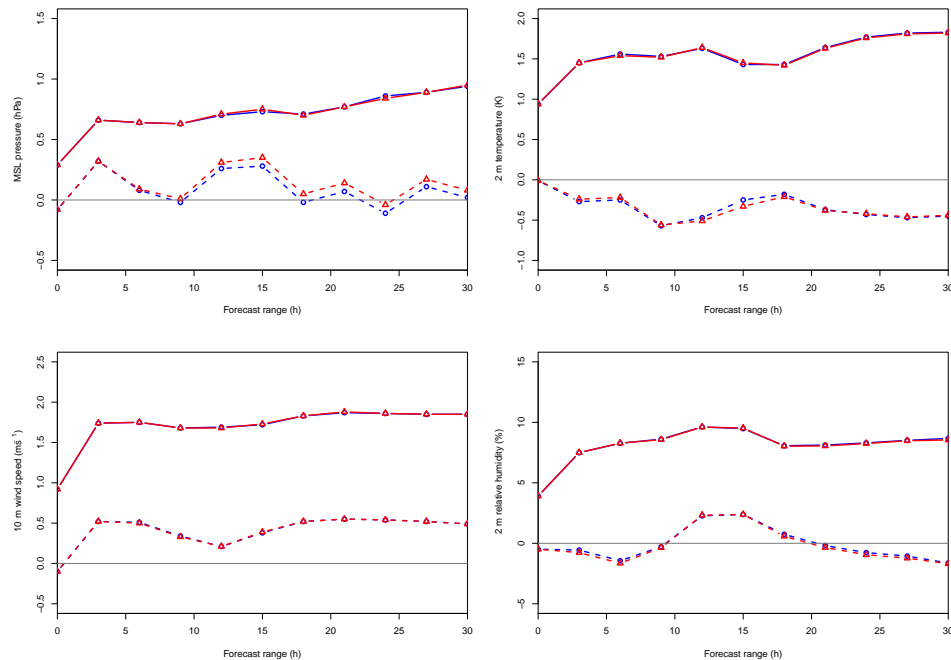 1.5
1.0
0.5
0.0
−0.5
MSL pressure (hPa)
0 5 10 15 20 25 30
Forecast range (h)
2.0
1.5
1.0
0.5
0.0
−0.5
−1.0
2 m temperature (K)
0 5 10 15 20 25 30
Forecast range (h)
2.5
2.0
1.5
1.0
0.5
0.0
−0.5
10 m wind speed (ms⁻¹)
0 5 10 15 20 25 30
Forecast range (h)
15
10
5
0
−5
2 m relative humidity (%)
0 5 10 15 20 25 30
Forecast range (h)